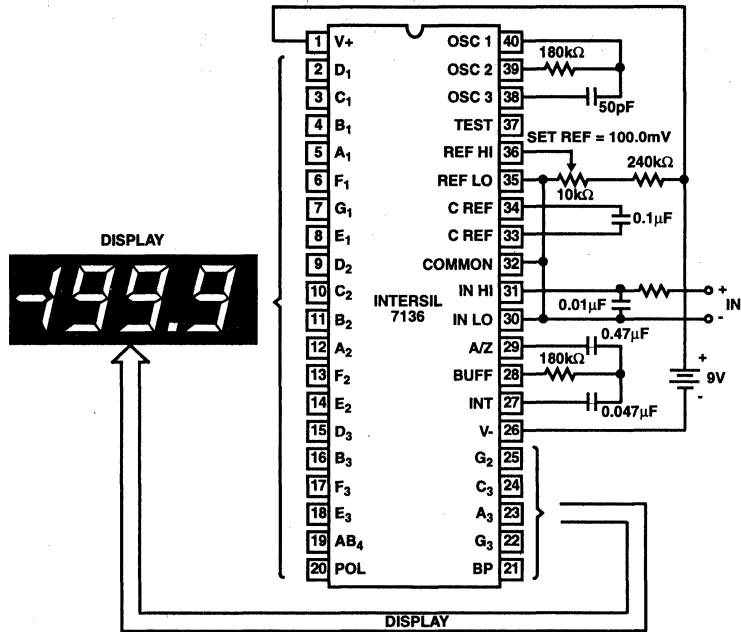 1 V+ OSC 1 40
2 D1 OSC 2 39 180kΩ
3 C1 OSC 3 38 50pF
4 B1 TEST 37
SET REF = 100.0mV
5 A1 REF HI 36
240kΩ
6 F1 REF LO 35
10kΩ
7 G1 C REF 34
0.1μF
8 E1 C REF 33
DISPLAY
9 D2 COMMON 32
-199.9
10 C2 IN HI 31 +
INTERSIL
7136
0.01μF
IN
11 B2 IN LO 30 -
0.47μF
12 A2 A/Z 29
180kΩ
+
13 F2 BUFF 28
9V
-
14 E2 INT 27
0.047μF
15 D3 V- 26
16 B3 G2 25
17 F3 C3 24
18 E3 A3 23
19 AB4 G3 22
20 POL BP 21
DISPLAY